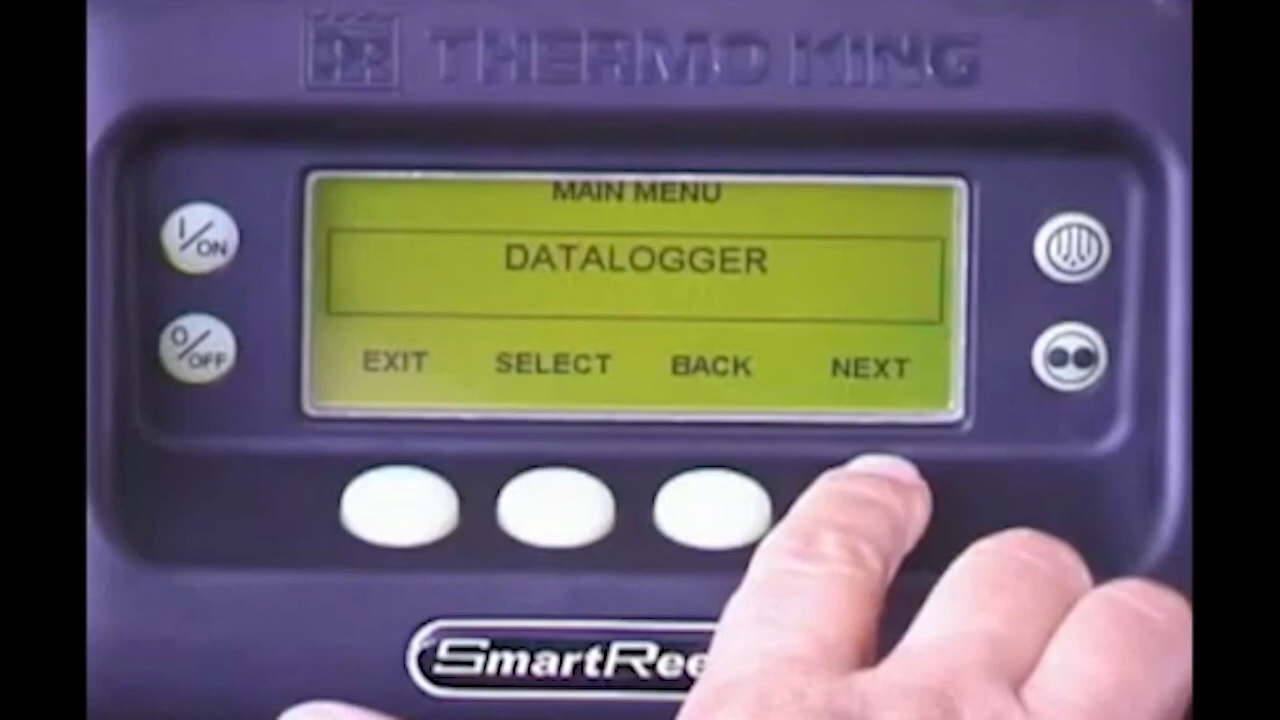 THERMO KING
MAIN MENU
I/ON
DATALOGGER
O/OFF
EXIT SELECT BACK NEXT
SmartRee